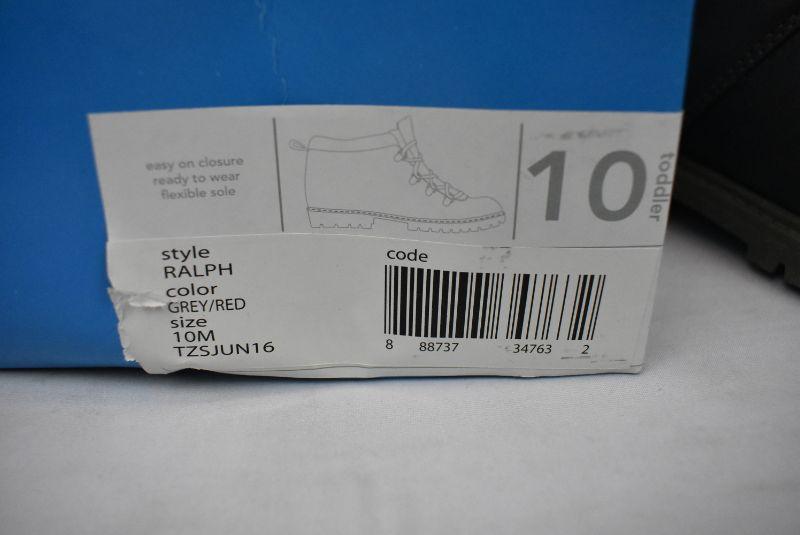 easy on closure
ready to wear
flexible sole
10
toddler
style
RALPH
color
GREY/RED
size
10M
TZSJUN16
code
8 88737 34763 2